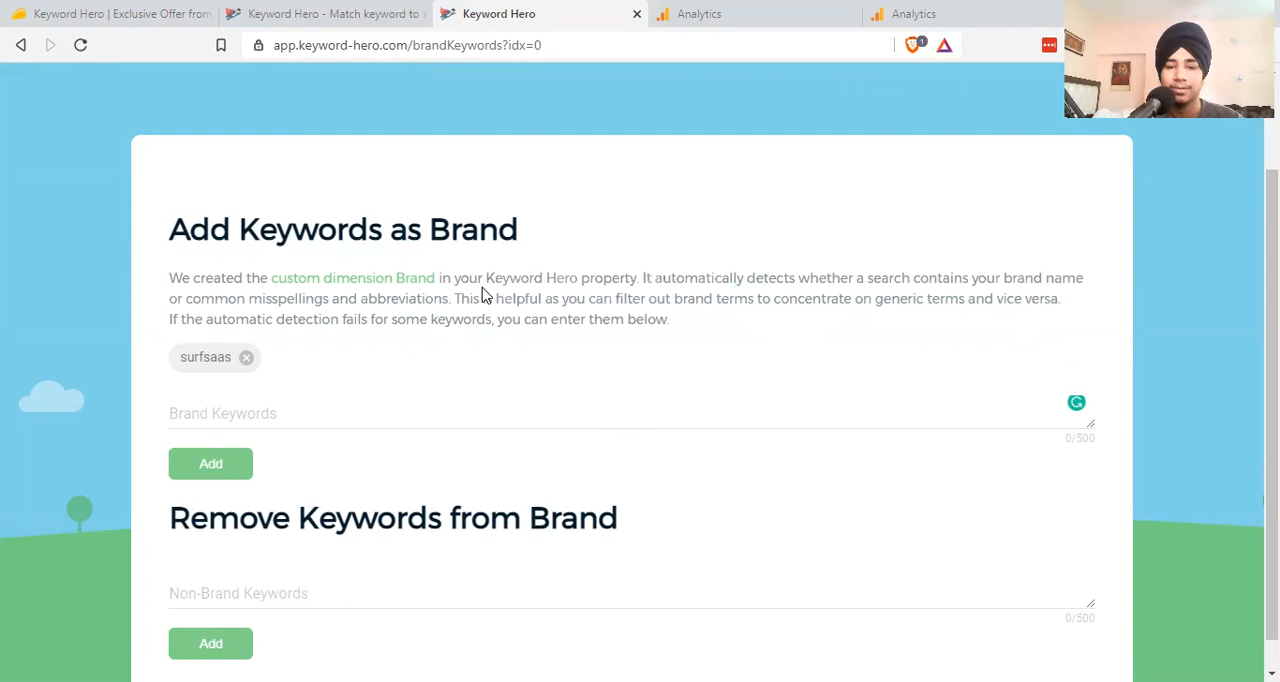 Keyword Hero | Exclusive Offer from
Keyword Hero - Match keyword to
Keyword Hero
Analytics
Analytics
app.keyword-hero.com/brandKeywords?idx=0
1
Add Keywords as Brand
We created the custom dimension Brand in your Keyword Hero property. It automatically detects whether a search contains your brand name
or common misspellings and abbreviations. This helpful as you can filter out brand terms to concentrate on generic terms and vice versa.
If the automatic detection fails for some keywords, you can enter them below.
surfsaas
Brand Keywords
0/500
Add
Remove Keywords from Brand
Non-Brand Keywords
0/500
Add